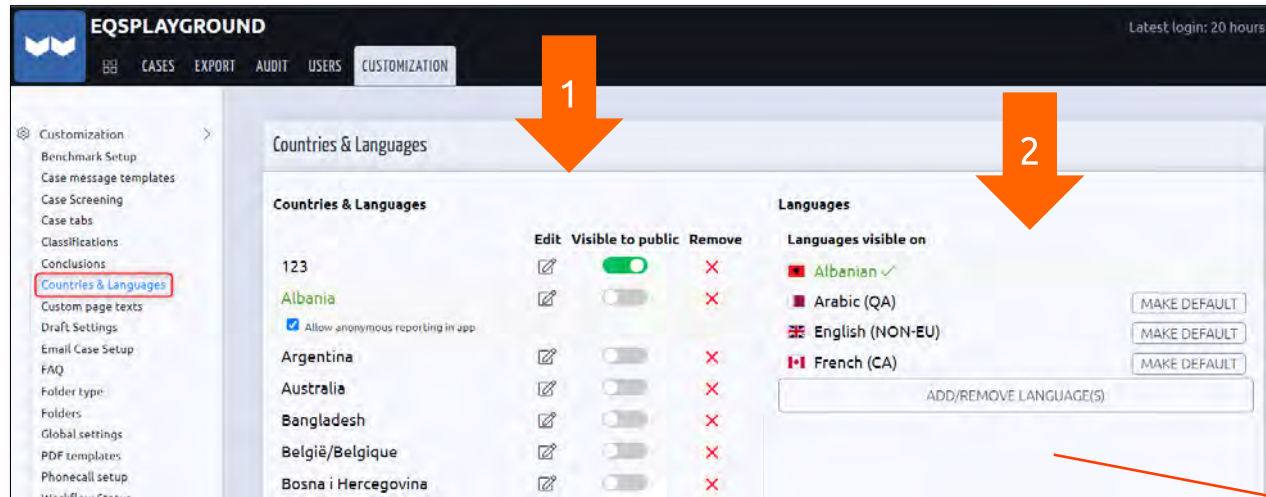 EQSPLAYGROUND
Latest login: 20 hours
CASES EXPORT AUDIT USERS CUSTOMIZATION
1
2
Customization
Benchmark Setup
Case message templates
Case Screening
Case tabs
Classifications
Conclusions
Countries & Languages
Custom page texts
Draft Settings
Email Case Setup
FAQ
Folder type
Folders
Global settings
PDF templates
Phonecall setup
Workflow Status
Countries & Languages
Countries & Languages
Edit Visible to public Remove
123
Albania
Allow anonymous reporting in app
Argentina
Australia
Bangladesh
België/Belgique
Bosna i Hercegovina
Languages
Languages visible on
Albanian
Arabic (QA) MAKE DEFAULT
English (NON-EU) MAKE DEFAULT
French (CA) MAKE DEFAULT
ADD/REMOVE LANGUAGE(S)